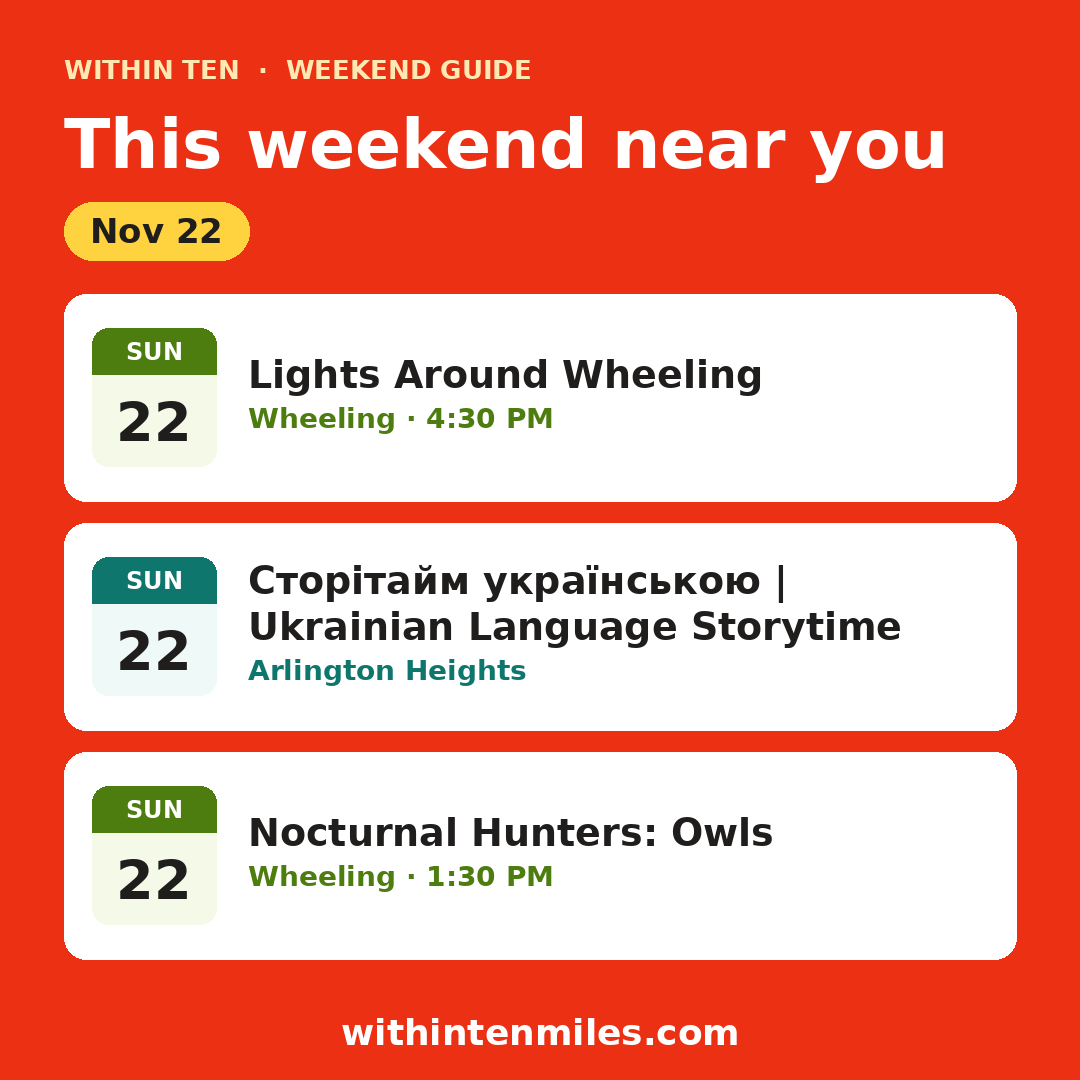 WITHIN TEN · WEEKEND GUIDE
This weekend near you
Nov 22
SUN
22
Lights Around Wheeling
Wheeling · 4:30 PM
SUN
22
Сторітайм українською |
Ukrainian Language Storytime
Arlington Heights
SUN
22
Nocturnal Hunters: Owls
Wheeling · 1:30 PM
withintenmiles.com